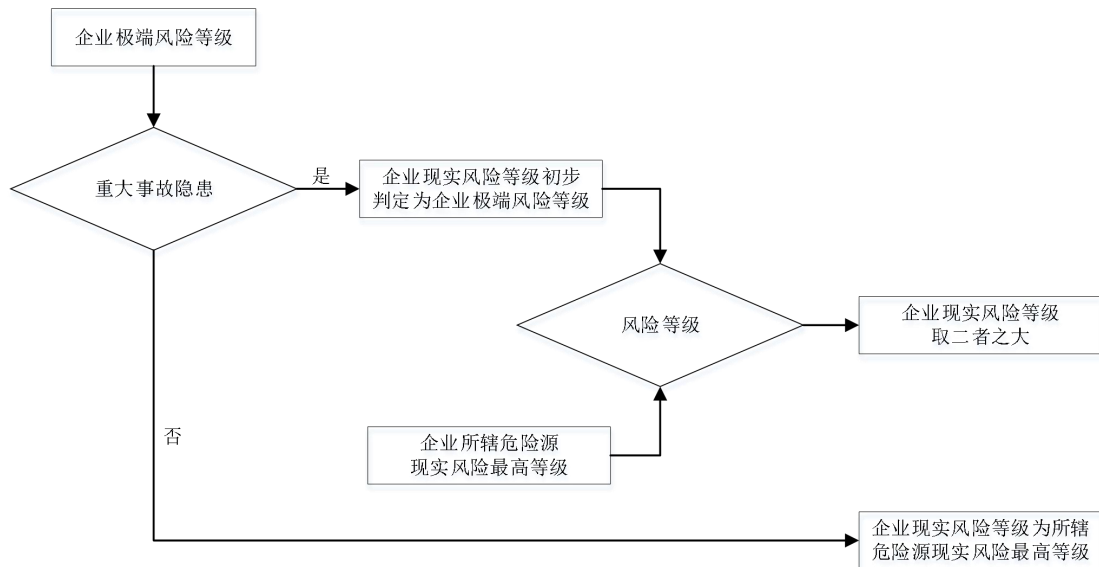 企业极端风险等级
重大事故隐患
是
企业现实风险等级初步
判定为企业极端风险等级
风险等级
企业现实风险等级
取二者之大
企业所辖危险源
现实风险最高等级
否
企业现实风险等级为所辖
危险源现实风险最高等级